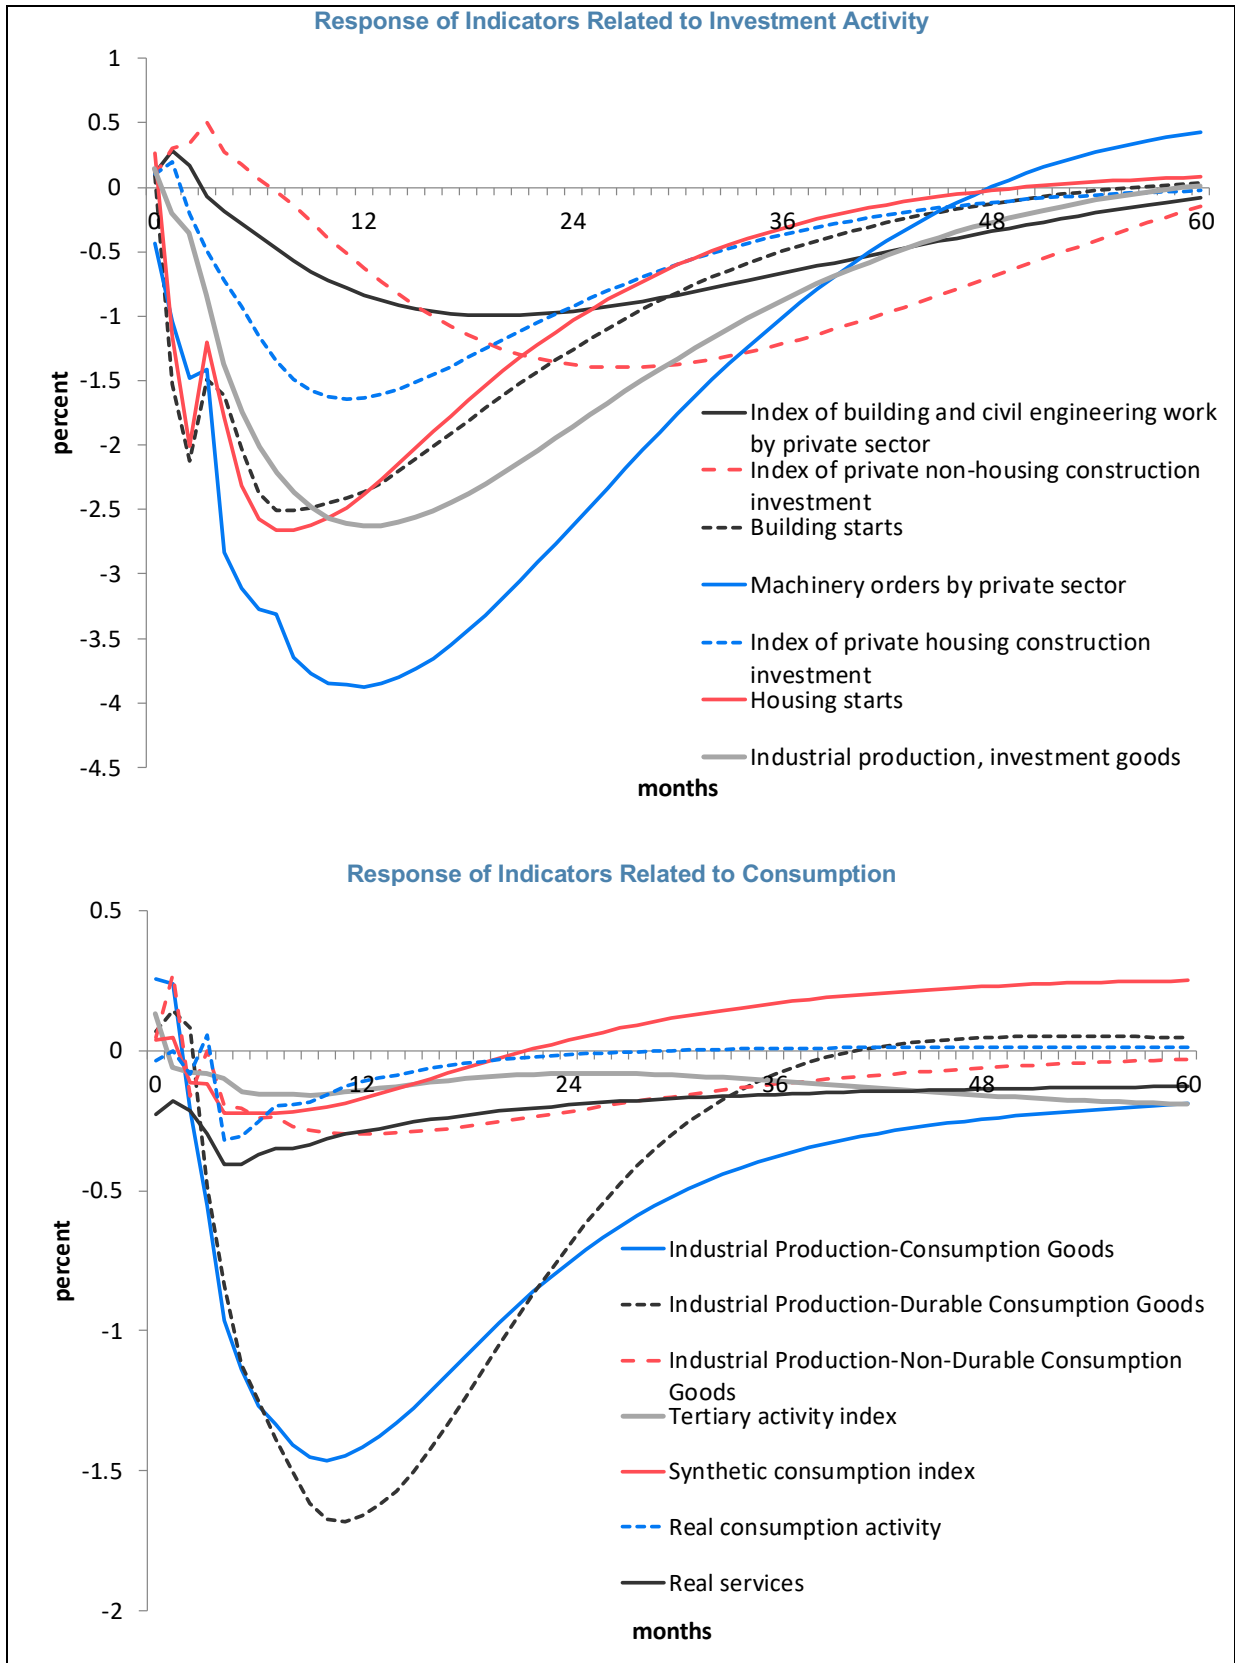 Response of Indicators Related to Investment Activity
1
0.5
0
-0.5
-1
-1.5
-2
-2.5
-3
-3.5
-4
-4.5
percent
0 12 24 36 48 60
Index of building and civil engineering work
by private sector
Index of private non-housing construction
investment
Building starts
Machinery orders by private sector
Index of private housing construction
investment
Housing starts
Industrial production, investment goods
months
Response of Indicators Related to Consumption
0.5
0
-0.5
-1
-1.5
-2
percent
0 12 24 36 48 60
Industrial Production-Consumption Goods
Industrial Production-Durable Consumption Goods
Industrial Production-Non-Durable Consumption
Goods
Tertiary activity index
Synthetic consumption index
Real consumption activity
Real services
months